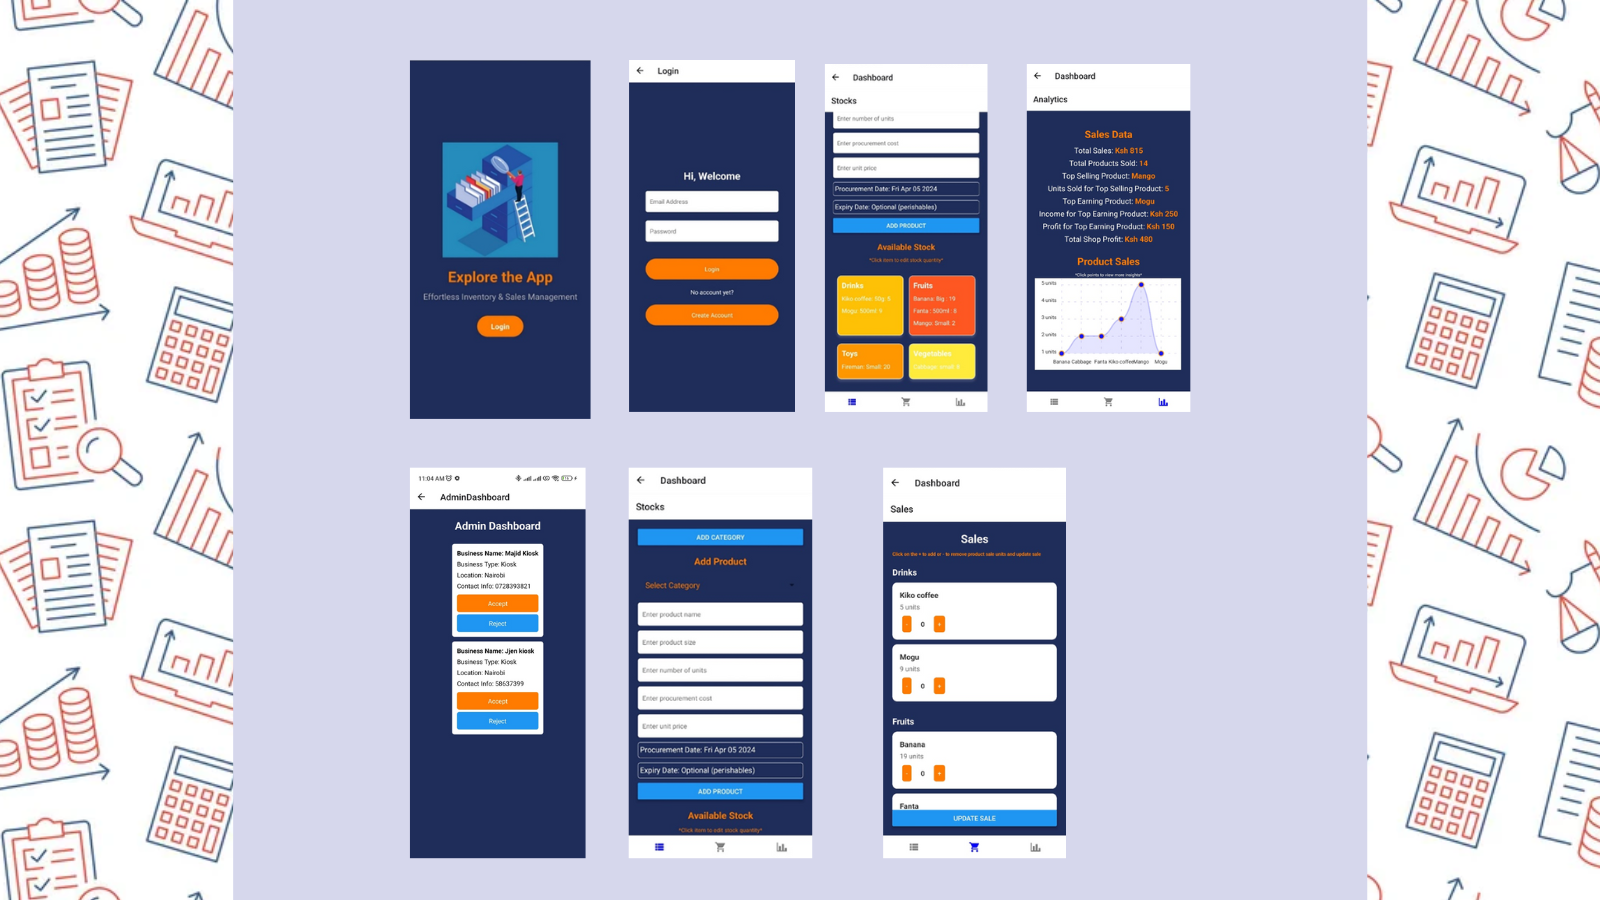 Explore the App
Effortless Inventory & Sales Management
Login
Login
Hi, Welcome
Email Address
Password
Login
No account yet?
Create Account
Dashboard
Stocks
Enter number of units
Enter procurement cost
Enter unit price
Procurement Date: Fri Apr 05 2024
Expiry Date: Optional (perishables)
ADD PRODUCT
Available Stock
*Click item to edit stock quantity*
Drinks
Kiko coffee: 50g: 5
Mogu: 500ml: 9
Fruits
Banana: Big : 19
Fanta : 500ml : 8
Mango: Small: 2
Toys
Fireman: Small: 20
Vegetables
Dashboard
Analytics
Sales Data
Total Sales: Ksh 815
Total Products Sold: 14
Top Selling Product: Mango
Units Sold for Top Selling Product: 5
Top Earning Product: Mogu
Income for Top Earning Product: Ksh 250
Profit for Top Earning Product: Ksh 150
Total Shop Profit: Ksh 480
Product Sales
*Click points to view more insights*
5 units
4 units
3 units
2 units
1 units
Banana Cabbage Fanta Kiko coffee Mango Mogu
11:04 AM
AdminDashboard
Admin Dashboard
Business Name: Majid Kiosk
Business Type: Kiosk
Location: Nairobi
Contact Info: 0728393821
Accept
Reject
Business Name: Jjen kiosk
Business Type: Kiosk
Location: Nairobi
Contact Info: 58637399
Accept
Reject
Dashboard
Stocks
ADD CATEGORY
Add Product
Select Category
Enter product name
Enter product size
Enter number of units
Enter procurement cost
Enter unit price
Procurement Date: Fri Apr 05 2024
Expiry Date: Optional (perishables)
ADD PRODUCT
Available Stock
*Click item to edit stock quantity*
Dashboard
Sales
Sales
Click on the + to add or - to remove product sale units and update sale
Drinks
Kiko coffee
5 units
- 0 +
Mogu
9 units
- 0 +
Fruits
Banana
19 units
- 0 +
Fanta
UPDATE SALE